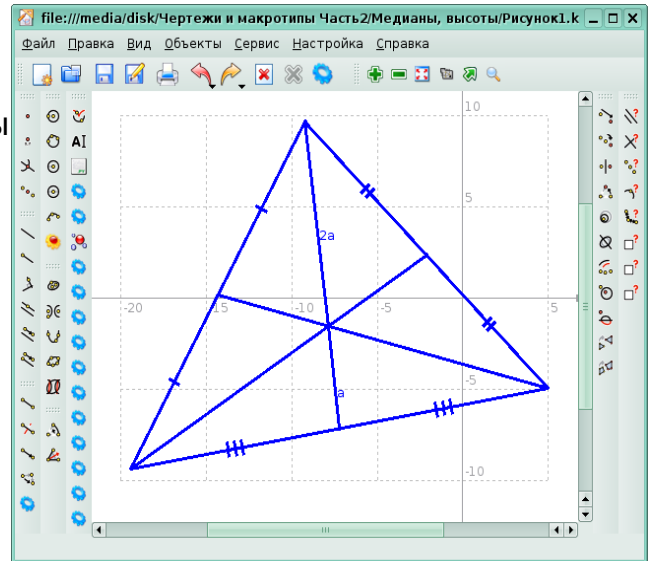 file:///media/disk/Чертежи и макротипы Часть2/Медианы, высоты/Рисунок1.k
Файл Правка Вид Объекты Сервис Настройка Справка
ы
AI
10
5
2a
-20 -15 -10 -5 5
a
-5
-10